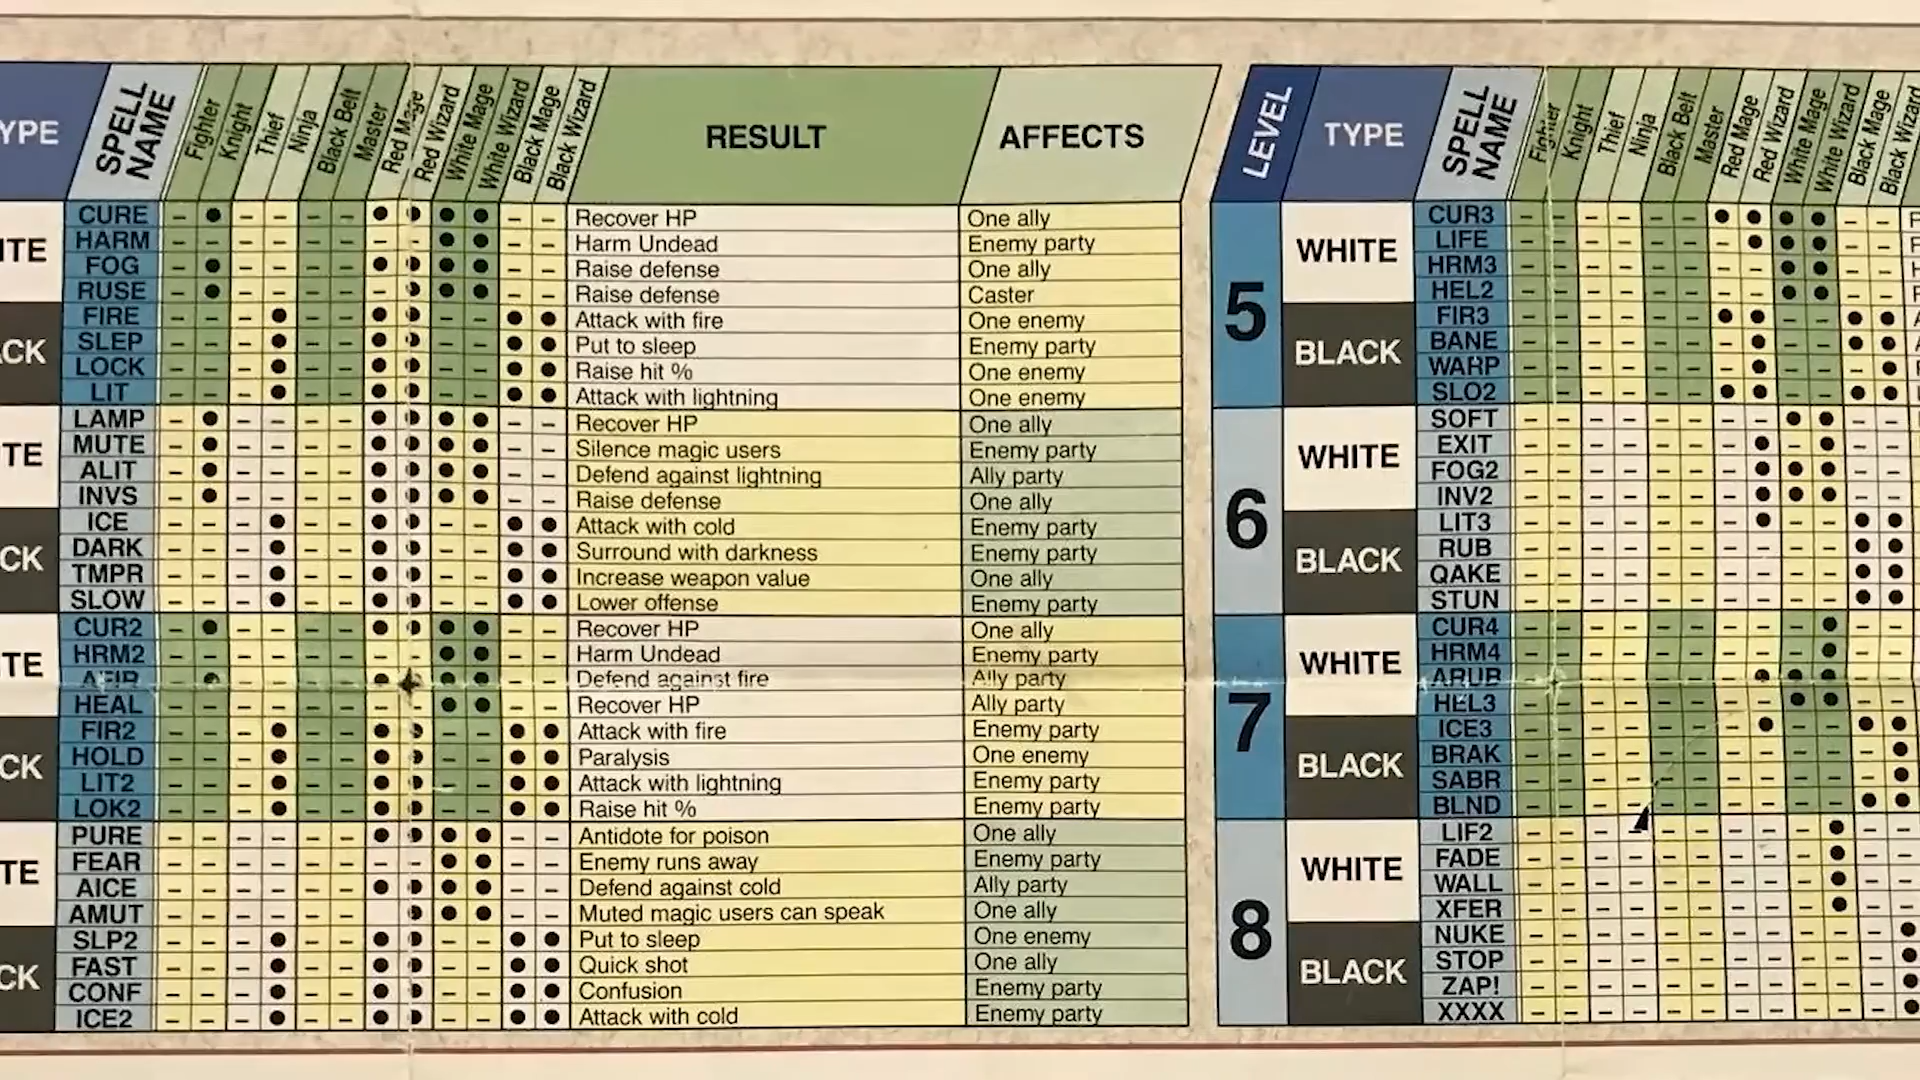 YPE SPELL NAME Fighter Knight Thief Ninja Black Belt Master Red Mage Red Wizard White Mage White Wizard Black Mage Black Wizard RESULT AFFECTS
ITE
CURE – ● – – – – ● ● ● ● – – Recover HP One ally
HARM – – – – – – – – ● ● – – Harm Undead Enemy party
FOG – ● – – – – ● ● ● ● – – Raise defense One ally
RUSE – ● – – – – – ● ● ● – – Raise defense Caster
CK
FIRE – – – ● – – ● ● – – ● ● Attack with fire One enemy
SLEP – – – ● – – ● ● – – ● ● Put to sleep Enemy party
LOCK – – – ● – – ● ● – – ● ● Raise hit % One enemy
LIT – – – ● – – ● ● – – ● ● Attack with lightning One enemy
TE
LAMP – ● – – – – ● ● ● ● – – Recover HP One ally
MUTE – ● – – – – ● ● ● ● – – Silence magic users Enemy party
ALIT – ● – – – – ● ● ● ● – – Defend against lightning Ally party
INVS – ● – – – – ● ● ● ● – – Raise defense One ally
CK
ICE – – – ● – – ● ● – – ● ● Attack with cold Enemy party
DARK – – – ● – – ● ● – – ● ● Surround with darkness Enemy party
TMPR – – – ● – – ● ● – – ● ● Increase weapon value One ally
SLOW – – – ● – – ● ● – – ● ● Lower offense Enemy party
TE
CUR2 – ● – – – – ● ● ● ● – – Recover HP One ally
HRM2 – – – – – – – – ● ● – – Harm Undead Enemy party
AFIR – ● – – – – ● ● ● ● – – Defend against fire Ally party
HEAL – – – – – – – – ● ● – – Recover HP Ally party
CK
FIR2 – – – ● – – ● ● – – ● ● Attack with fire Enemy party
HOLD – – – ● – – ● ● – – ● ● Paralysis One enemy
LIT2 – – – ● – – ● ● – – ● ● Attack with lightning Enemy party
LOK2 – – – ● – – ● ● – – ● ● Raise hit % Enemy party
TE
PURE – – – – – – ● ● ● ● – – Antidote for poison One ally
FEAR – – – – – – – – ● ● – – Enemy runs away Enemy party
AICE – – – – – – ● ● ● ● – – Defend against cold Ally party
AMUT – – – – – – ● ● ● – – Muted magic users can speak One ally
CK
SLP2 – – – ● – – ● ● – – ● ● Put to sleep One enemy
FAST – – – ● – – ● ● – – ● ● Quick shot One ally
CONF – – – ● – – ● ● – – ● ● Confusion Enemy party
ICE2 – – – ● – – ● ● – – ● ● Attack with cold Enemy party
LEVEL TYPE SPELL NAME Fighter Knight Thief Ninja Black Belt Master Red Mage Red Wizard White Mage White Wizard Black Mage Black Wizard
5
WHITE
CUR3 – – – – – – ● ● ● ● – –
LIFE – – – – – – – ● ● ● – –
HRM3 – – – – – – – – ● ● – –
HEL2 – – – – – – – – ● ● – –
BLACK
FIR3 – – – – – – ● ● – – ● ●
BANE – – – – – – – ● – – ● ●
WARP – – – – – – – ● – – – ●
SLO2 – – – – – – ● ● – – ● ●
6
WHITE
SOFT – – – – – – – – ● ● – –
EXIT – – – – – – – ● – ● – –
FOG2 – – – – – – – ● ● ● – –
INV2 – – – – – – – ● ● ● – –
BLACK
LIT3 – – – – – – – ● – – ● ●
RUB – – – – – – – – – – ● ●
QAKE – – – – – – – – – – ● ●
STUN – – – – – – – – – – ● ●
7
WHITE
CUR4 – – – – – – – – – ● – –
HRM4 – – – – – – – – – ● – –
ARUB – – – – – – – ● ● ● – –
HEL3 – – – – – – – – ● ● – –
BLACK
ICE3 – – – – – – – ● – – ● ●
BRAK – – – – – – – – – – – ●
SABR – – – – – – – – – – – ●
BLND – – – – – – – – – – ● ●
8
WHITE
LIF2 – – – – – – – – – ● – –
FADE – – – – – – – – – ● – –
WALL – – – – – – – – – ● – –
XFER – – – – – – – – – ● – –
BLACK
NUKE – – – – – – – – – – – ●
STOP – – – – – – – – – – – ●
ZAP! – – – – – – – – – – – ●
XXXX – – – – – – – – – – – ●